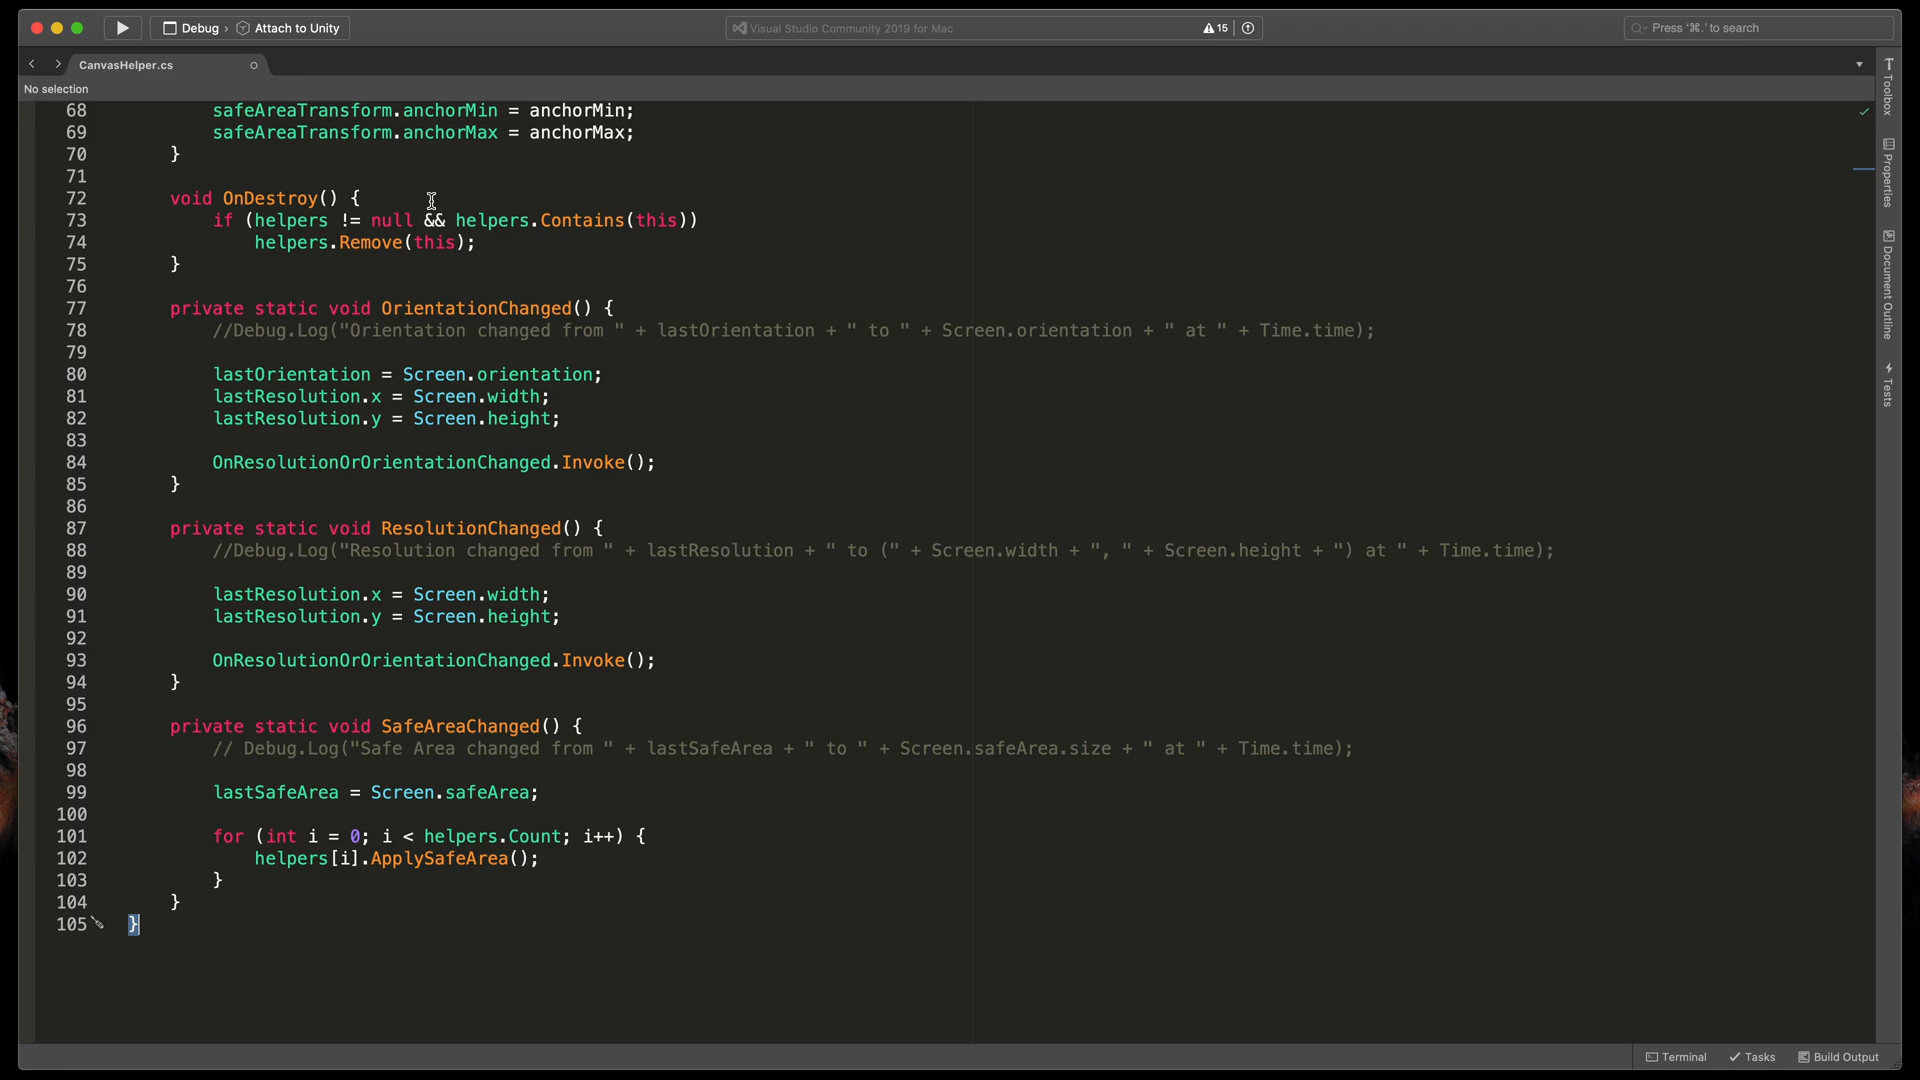 Debug › Attach to Unity
Visual Studio Community 2019 for Mac
15
Press '⌘.' to search
CanvasHelper.cs
No selection
68 safeAreaTransform.anchorMin = anchorMin;
69 safeAreaTransform.anchorMax = anchorMax;
70 }
71
72 void OnDestroy() {
73 if (helpers != null && helpers.Contains(this))
74 helpers.Remove(this);
75 }
76
77 private static void OrientationChanged() {
78 //Debug.Log("Orientation changed from " + lastOrientation + " to " + Screen.orientation + " at " + Time.time);
79
80 lastOrientation = Screen.orientation;
81 lastResolution.x = Screen.width;
82 lastResolution.y = Screen.height;
83
84 OnResolutionOrOrientationChanged.Invoke();
85 }
86
87 private static void ResolutionChanged() {
88 //Debug.Log("Resolution changed from " + lastResolution + " to (" + Screen.width + ", " + Screen.height + ") at " + Time.time);
89
90 lastResolution.x = Screen.width;
91 lastResolution.y = Screen.height;
92
93 OnResolutionOrOrientationChanged.Invoke();
94 }
95
96 private static void SafeAreaChanged() {
97 // Debug.Log("Safe Area changed from " + lastSafeArea + " to " + Screen.safeArea.size + " at " + Time.time);
98
99 lastSafeArea = Screen.safeArea;
100
101 for (int i = 0; i < helpers.Count; i++) {
102 helpers[i].ApplySafeArea();
103 }
104 }
105 }
Toolbox
Properties
Document Outline
Tests
Terminal
Tasks
Build Output